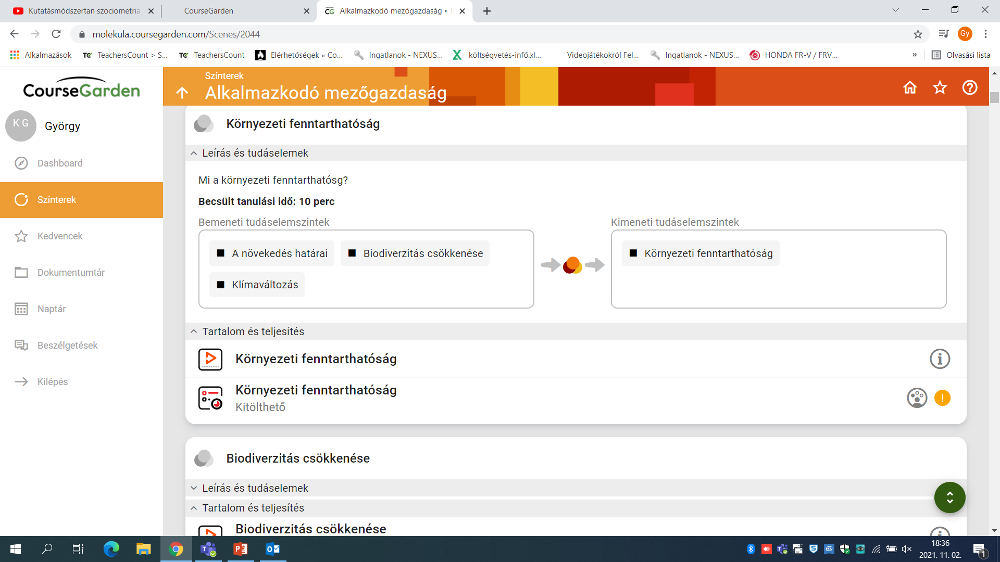 Kutatásmódszertan szociometria
CourseGarden
Alkalmazkodó mezőgazdaság • T
molekula.coursegarden.com/Scenes/2044
Gy
Alkalmazások
TeachersCount > S...
TeachersCount
Elérhetőségek « Co...
Ingatlanok - NEXUS...
költségvetés-infó.xl...
Videojátékokról Fel...
Ingatlanok - NEXUS...
HONDA FR-V / FRV...
»
Olvasási lista
CourseGarden
Színterek
Alkalmazkodó mezőgazdaság
K G
György
Dashboard
Színterek
Kedvencek
Dokumentumtár
Naptár
Beszélgetések
Kilépés
Környezeti fenntarthatóság
Leírás és tudáselemek
Mi a környezeti fenntarthatósg?
Becsült tanulási idő: 10 perc
Bemeneti tudáselemszintek
A növekedés határai
Biodiverzitás csökkenése
Klímaváltozás
Kimeneti tudáselemszintek
Környezeti fenntarthatóság
Tartalom és teljesítés
Környezeti fenntarthatóság
Környezeti fenntarthatóság
Kitölthető
Biodiverzitás csökkenése
Leírás és tudáselemek
Tartalom és teljesítés
Biodiverzitás csökkenése
18:36
2021. 11. 02.
1